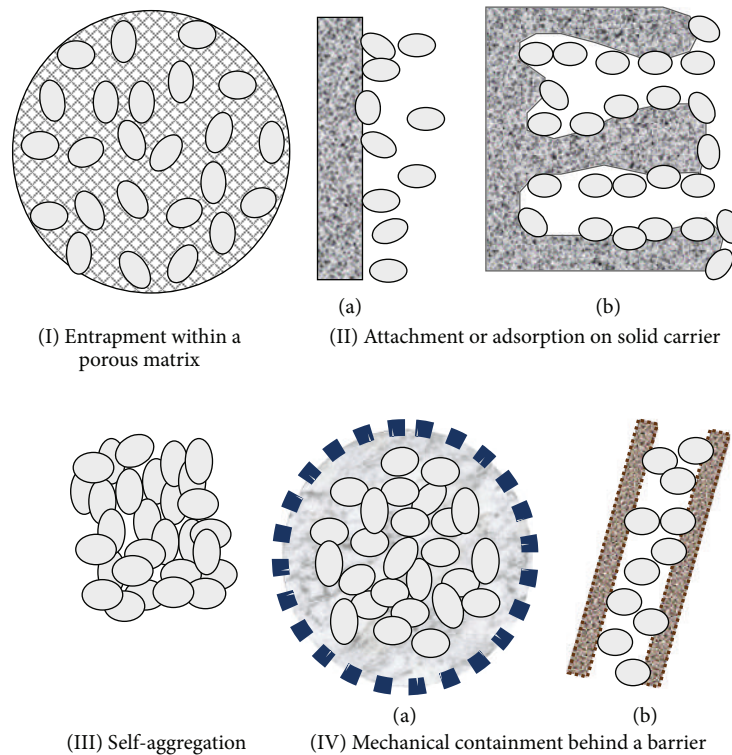 (a)
(b)
(I) Entrapment within a
porous matrix
(II) Attachment or adsorption on solid carrier
(a)
(b)
(III) Self-aggregation
(IV) Mechanical containment behind a barrier